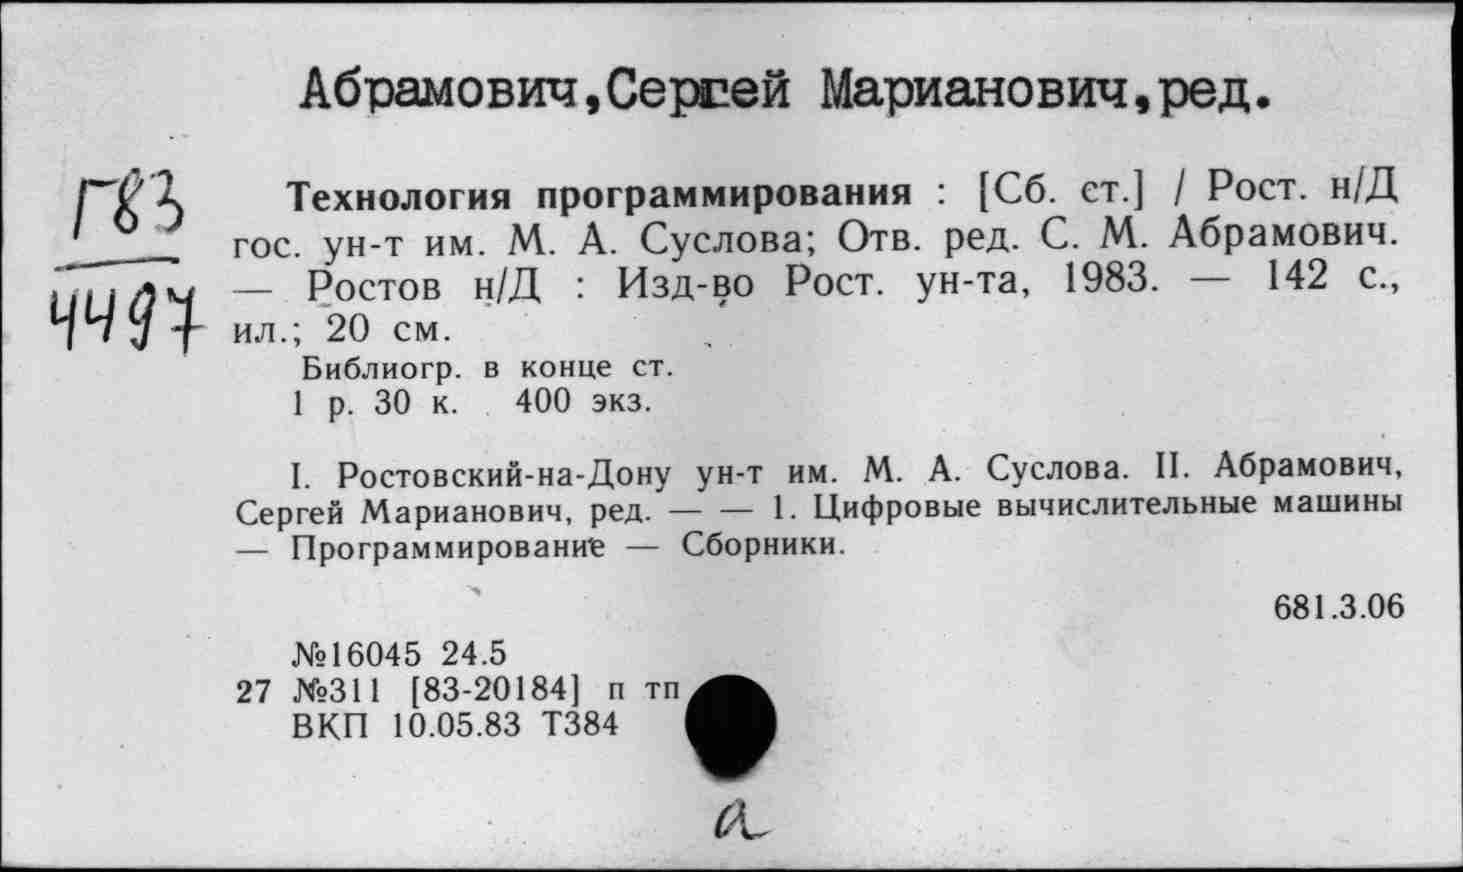 Абрамович,Сергей Марианович,ред.
Г83
4497
Технология программирования : [Сб. ст.] / Рост. н/Д
гос. ун-т им. М. А. Суслова; Отв. ред. С. М. Абрамович.
— Ростов н/Д : Изд-во Рост. ун-та, 1983. — 142 с.,
ил.; 20 см.
Библиогр. в конце ст.
1 р. 30 к. 400 экз.
I. Ростовский-на-Дону ун-т им. М. А. Суслова. II. Абрамович,
Сергей Марианович, ред. — — 1. Цифровые вычислительные машины
— Программирование — Сборники.
681.3.06
№16045 24.5
27 №311 [83-20184] п тп
ВКП 10.05.83 Т384
а